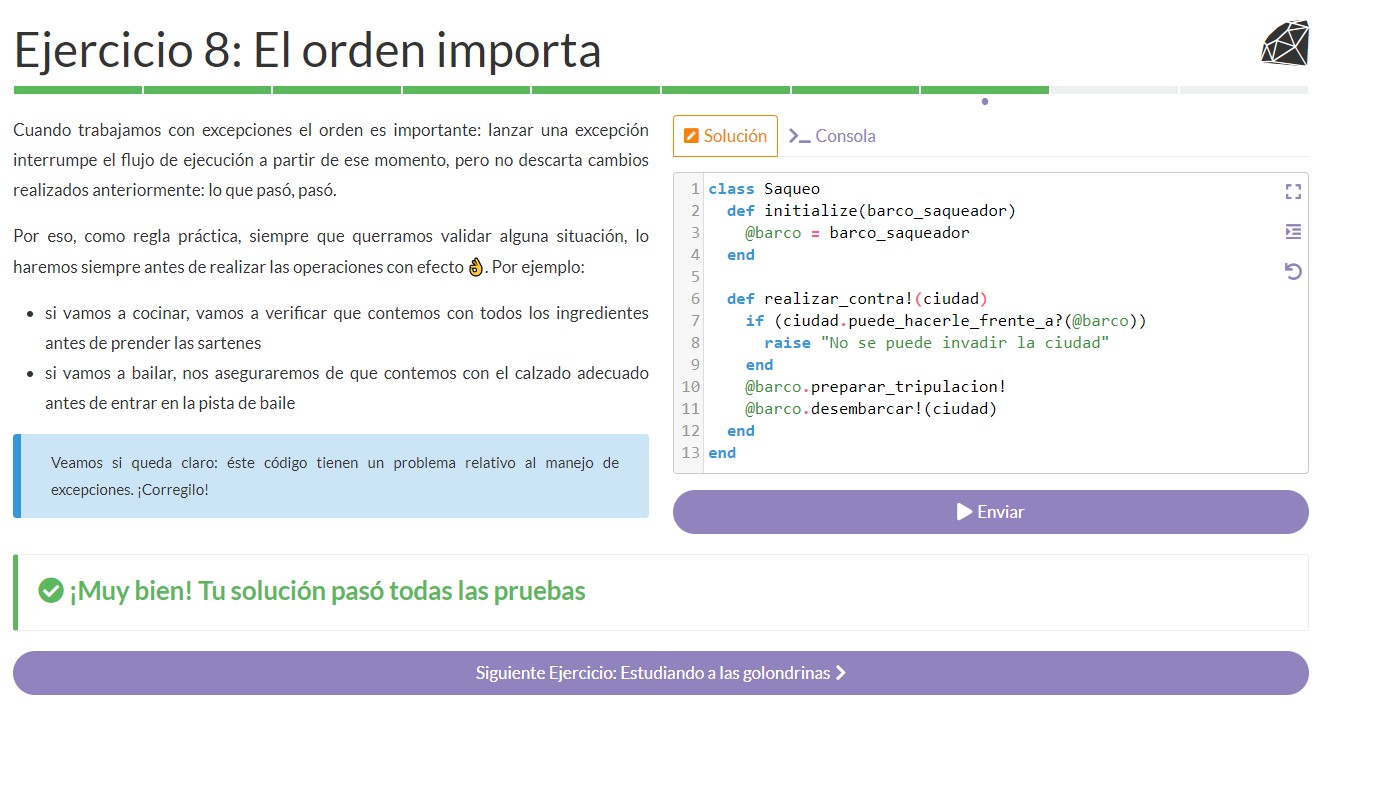 Ejercicio 8: El orden importa
Cuando trabajamos con excepciones el orden es importante: lanzar una excepción
interrumpe el flujo de ejecución a partir de ese momento, pero no descarta cambios
realizados anteriormente: lo que pasó, pasó.
Por eso, como regla práctica, siempre que querramos validar alguna situación, lo
haremos siempre antes de realizar las operaciones con efecto 👌. Por ejemplo:
• si vamos a cocinar, vamos a verificar que contemos con todos los ingredientes
antes de prender las sartenes
• si vamos a bailar, nos aseguraremos de que contemos con el calzado adecuado
antes de entrar en la pista de baile
Veamos si queda claro: éste código tienen un problema relativo al manejo de
excepciones. ¡Corregilo!
Solución
Consola
1 class Saqueo
2   def initialize(barco_saqueador)
3     @barco = barco_saqueador
4   end
5
6   def realizar_contra!(ciudad)
7     if (ciudad.puede_hacerle_frente_a?(@barco))
8       raise "No se puede invadir la ciudad"
9     end
10     @barco.preparar_tripulacion!
11     @barco.desembarcar!(ciudad)
12   end
13 end
Enviar
¡Muy bien! Tu solución pasó todas las pruebas
Siguiente Ejercicio: Estudiando a las golondrinas